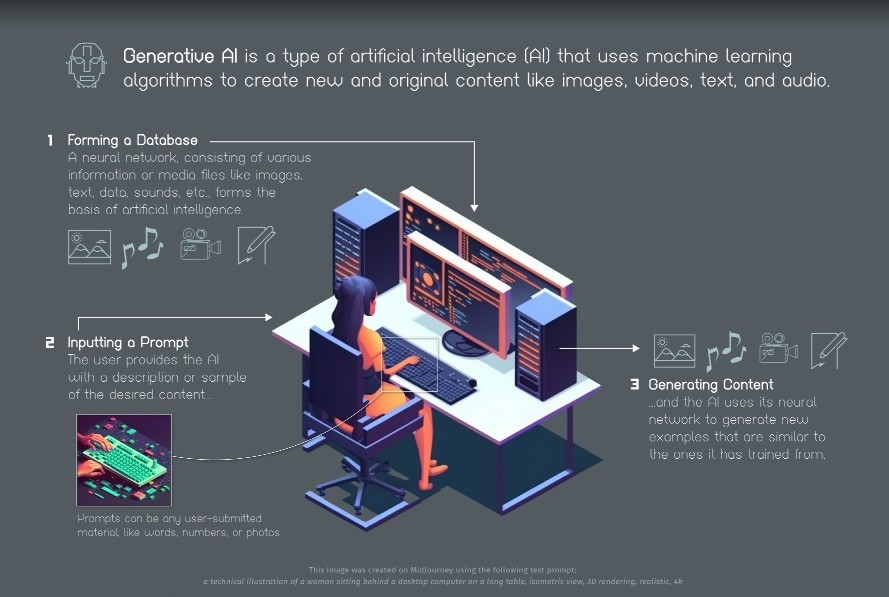 Generative AI is a type of artificial intelligence (AI) that uses machine learning
algorithms to create new and original content like images, videos, text, and audio.
1 Forming a Database
A neural network, consisting of various
information or media files like images,
text, data, sounds, etc., forms the
basis of artificial intelligence.
2 Inputting a Prompt
The user provides the AI
with a description or sample
of the desired content...
Prompts can be any user-submitted
material, like words, numbers, or photos.
3 Generating Content
...and the AI uses its neural
network to generate new
examples that are similar to
the ones it has trained from.
This image was created on MidJourney using the following text prompt:
a technical illustration of a woman sitting behind a desktop computer on a long table, isometric view, 3D rendering, realistic, 4k